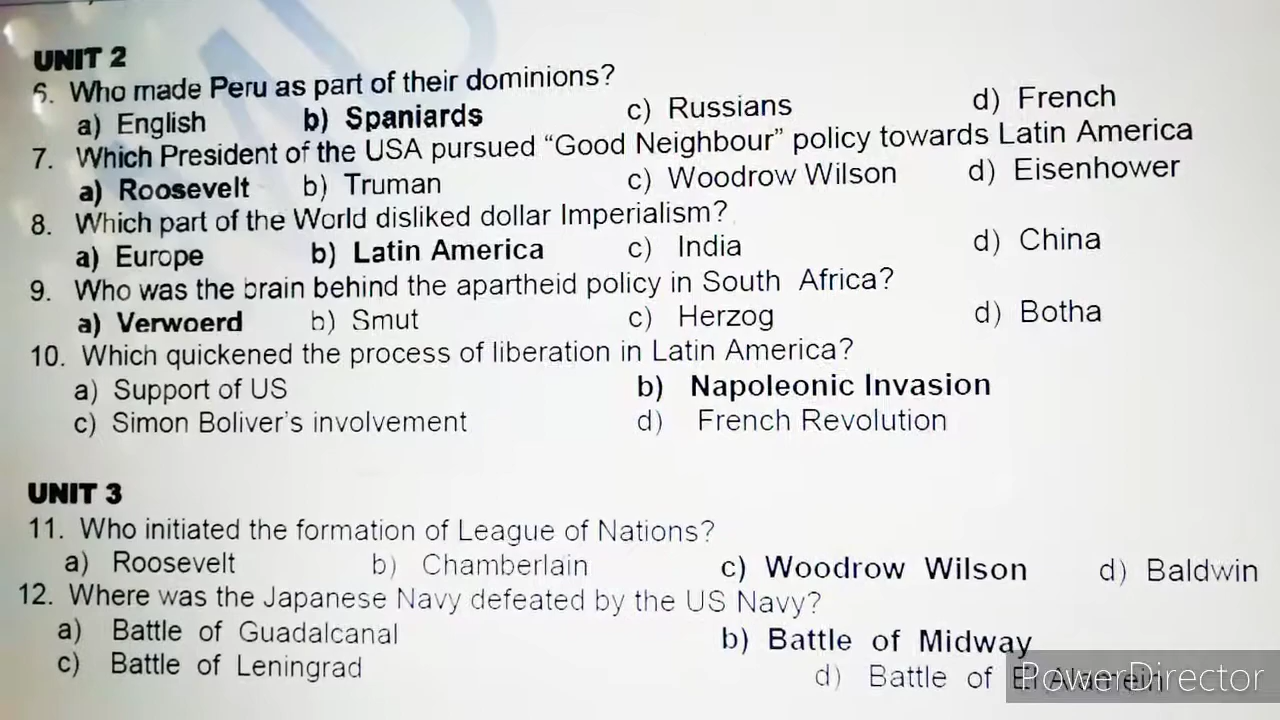 UNIT 2
6. Who made Peru as part of their dominions?
a) English b) Spaniards c) Russians d) French
7. Which President of the USA pursued “Good Neighbour” policy towards Latin America
a) Roosevelt b) Truman c) Woodrow Wilson d) Eisenhower
8. Which part of the World disliked dollar Imperialism?
a) Europe b) Latin America c) India d) China
9. Who was the brain behind the apartheid policy in South Africa?
a) Verwoerd b) Smut c) Herzog d) Botha
10. Which quickened the process of liberation in Latin America?
a) Support of US b) Napoleonic Invasion
c) Simon Boliver's involvement d) French Revolution
UNIT 3
11. Who initiated the formation of League of Nations?
a) Roosevelt b) Chamberlain c) Woodrow Wilson d) Baldwin
12. Where was the Japanese Navy defeated by the US Navy?
a) Battle of Guadalcanal b) Battle of Midway
c) Battle of Leningrad d) Battle of El Alamein
PowerDirector